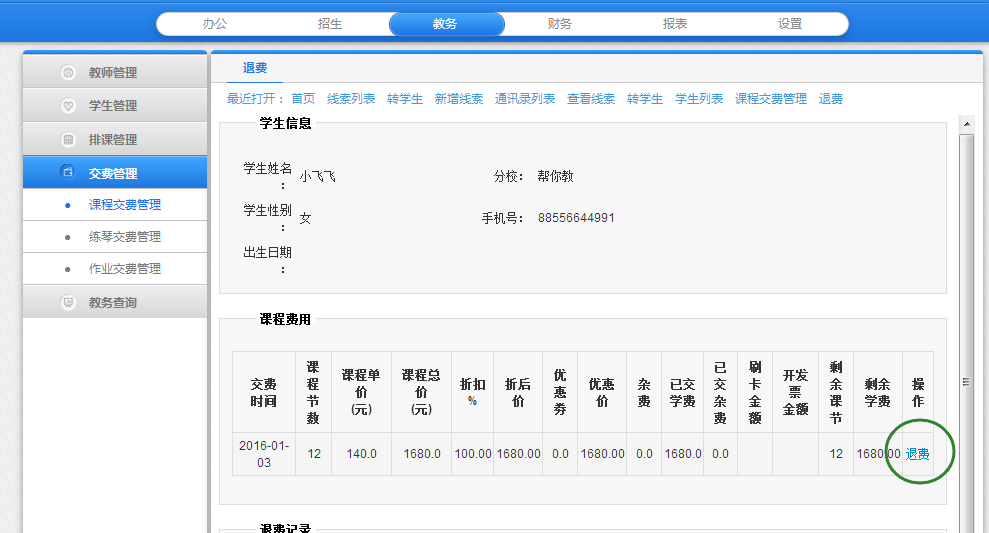 办公 招生 教务 财务 报表 设置
教师管理
学生管理
排课管理
交费管理
课程交费管理
练琴交费管理
作业交费管理
教务查询
退费
最近打开： 首页 线索列表 转学生 新增线索 通讯录列表 查看线索 转学生 学生列表 课程交费管理 退费
学生信息
学生姓名： 小飞飞 分校： 帮你教
学生性别： 女 手机号： 88556644991
出生日期：
课程费用
交费时间 课程节数 课程单价(元) 课程总价(元) 折扣% 折后价 优惠券 优惠价 杂费 已交学费 已交杂费 刷卡金额 开发票金额 剩余课节 剩余学费 操作
2016-01-03 12 140.0 1680.0 100.00 1680.00 0.0 1680.00 0.0 1680.0 0.0 12 1680.00 退费
退费记录